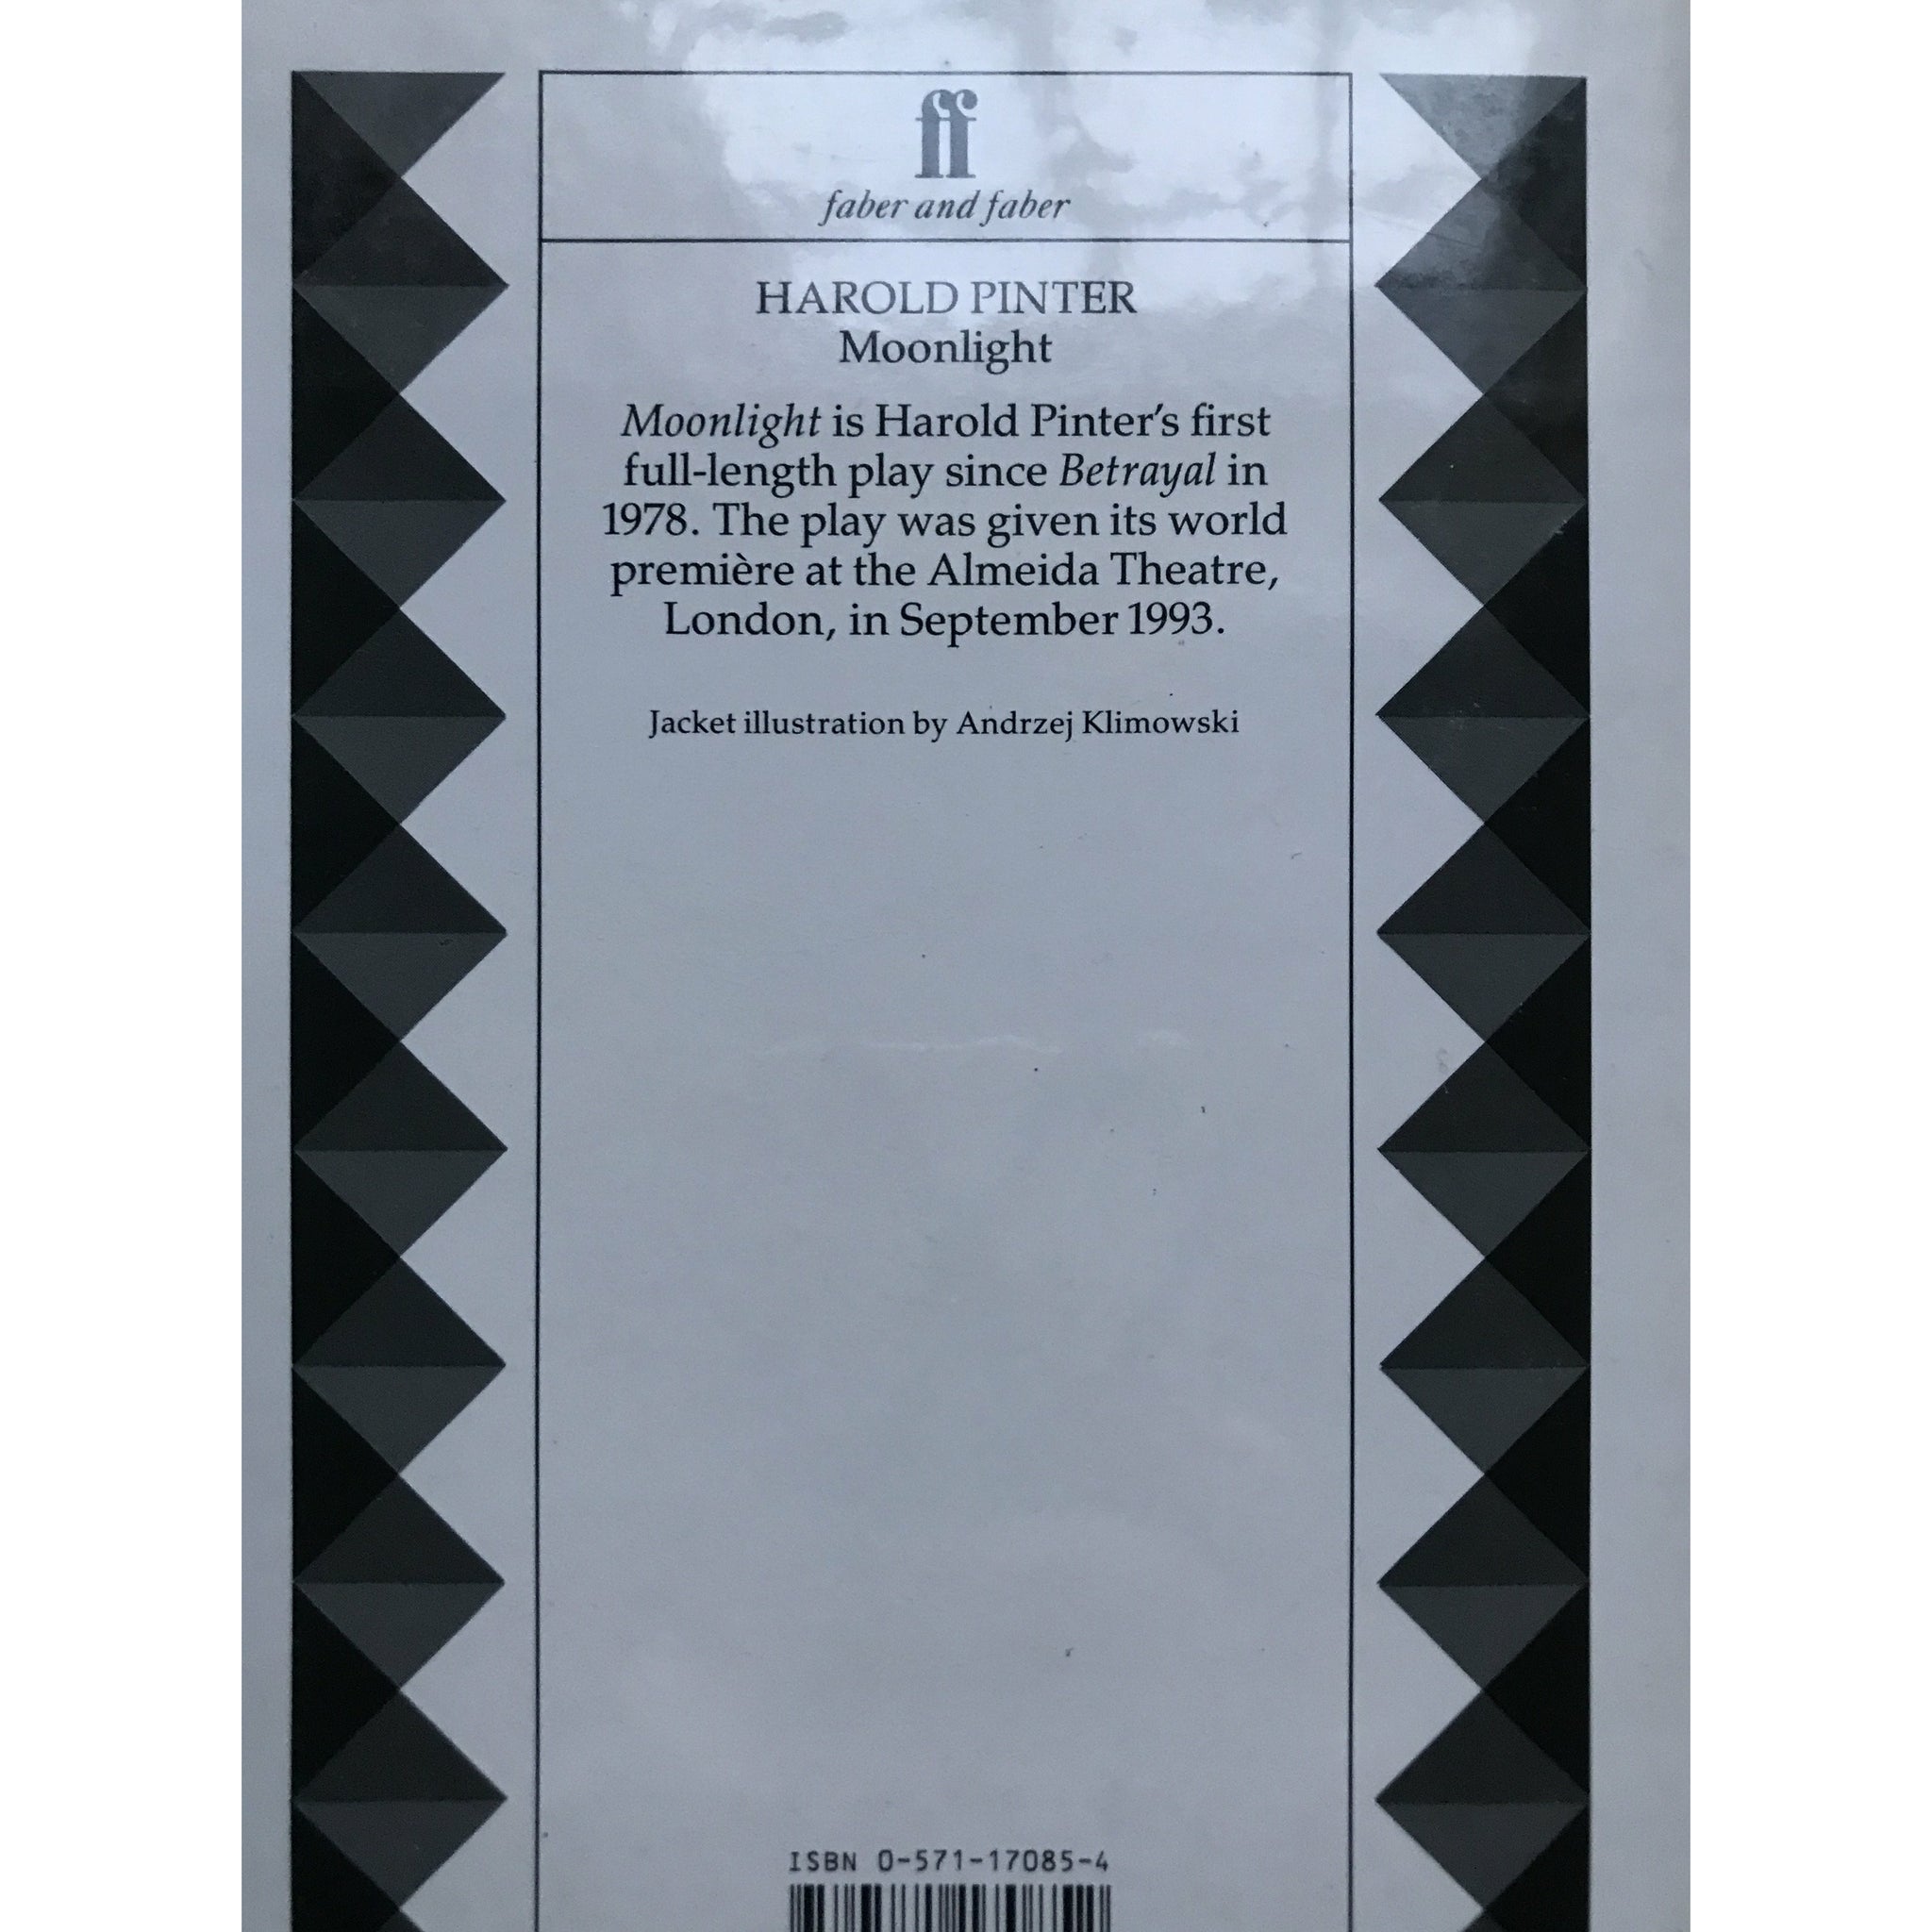 ff
faber and faber
HAROLD PINTER
Moonlight
Moonlight is Harold Pinter's first
full-length play since Betrayal in
1978. The play was given its world
première at the Almeida Theatre,
London, in September 1993.
Jacket illustration by Andrzej Klimowski
ISBN 0-571-17085-4